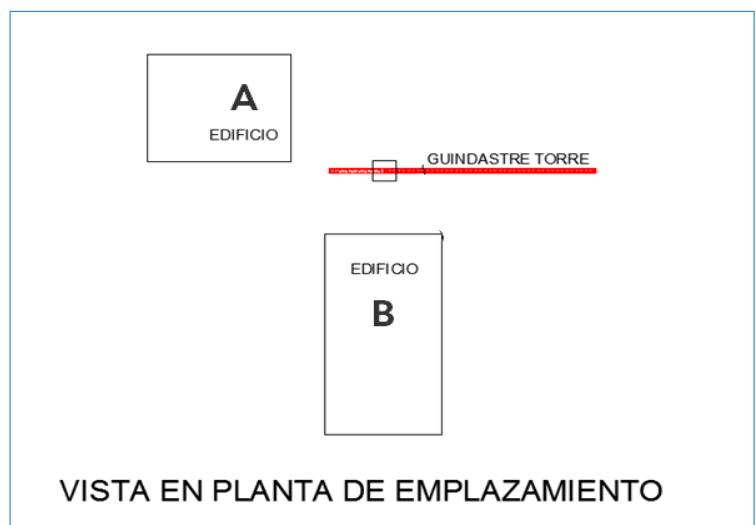 A
EDIFICIO
GUINDASTRE TORRE
EDIFICIO
B
VISTA EN PLANTA DE EMPLAZAMIENTO